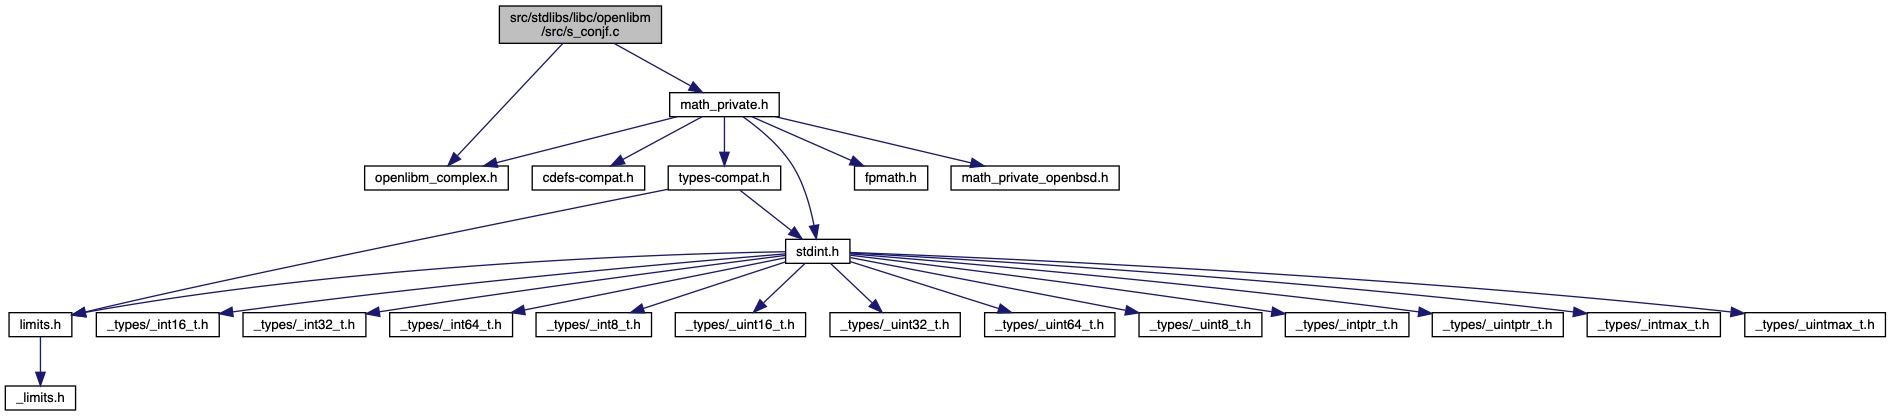 src/stdlibs/libc/openlibm
/src/s_conjf.c
math_private.h
openlibm_complex.h
cdefs-compat.h
types-compat.h
fpmath.h
math_private_openbsd.h
stdint.h
limits.h
_types/_int16_t.h
_types/_int32_t.h
_types/_int64_t.h
_types/_int8_t.h
_types/_uint16_t.h
_types/_uint32_t.h
_types/_uint64_t.h
_types/_uint8_t.h
_types/_intptr_t.h
_types/_uintptr_t.h
_types/_intmax_t.h
_types/_uintmax_t.h
_limits.h